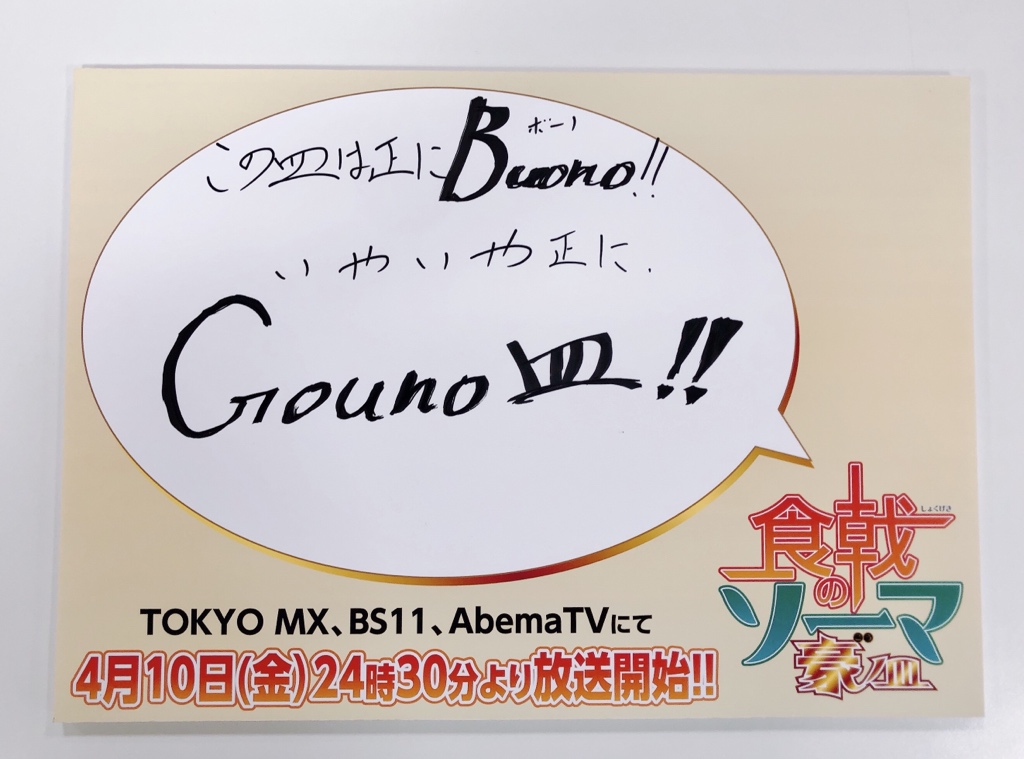 この皿は正にBuono!!
ボーノ
いやいや正に、
Gouno皿!!
食戟の
しょくげき
ソーマ
豪ノ皿
TOKYO MX、BS11、AbemaTVにて
4月10日(金)24時30分より放送開始!!